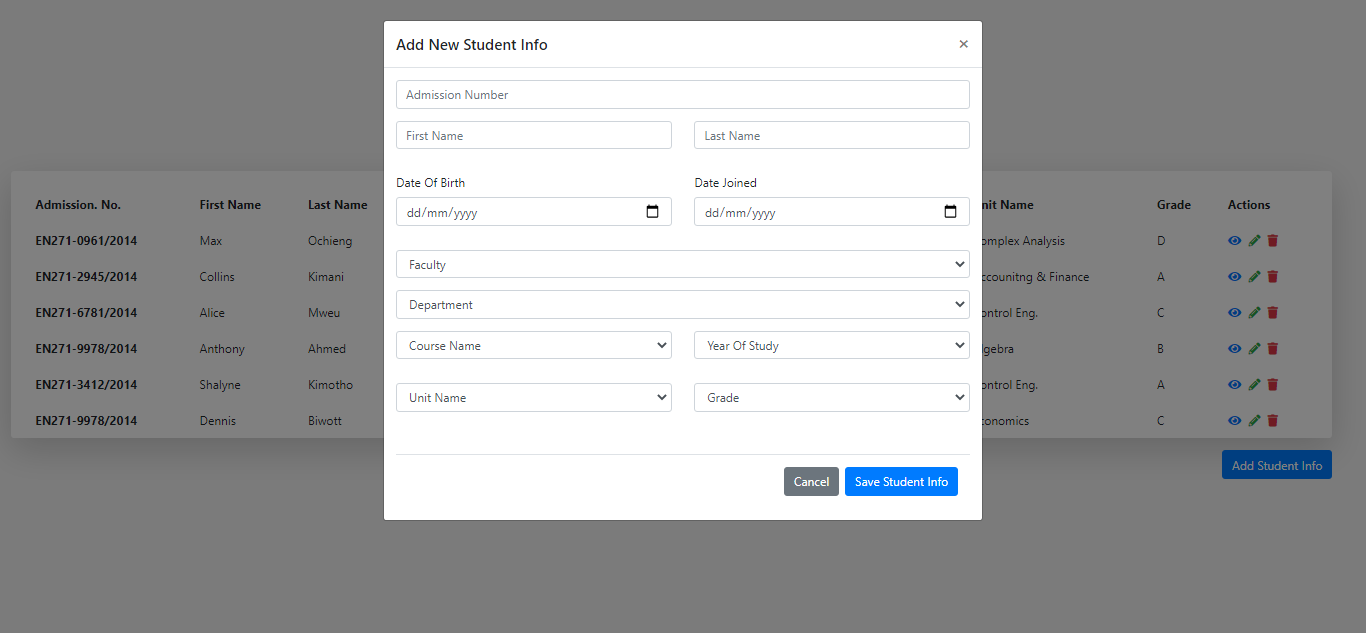 Add New Student Info ×
Admission Number
First Name Last Name
Date Of Birth Date Joined
dd/mm/yyyy dd/mm/yyyy
Faculty
Department
Course Name Year Of Study
Unit Name Grade
Cancel Save Student Info
Admission. No. First Name Last Name nit Name Grade Actions
EN271-0961/2014 Max Ochieng omplex Analysis D
EN271-2945/2014 Collins Kimani ccounitng & Finance A
EN271-6781/2014 Alice Mweu ontrol Eng. C
EN271-9978/2014 Anthony Ahmed lgebra B
EN271-3412/2014 Shalyne Kimotho ontrol Eng. A
EN271-9978/2014 Dennis Biwott conomics C
Add Student Info